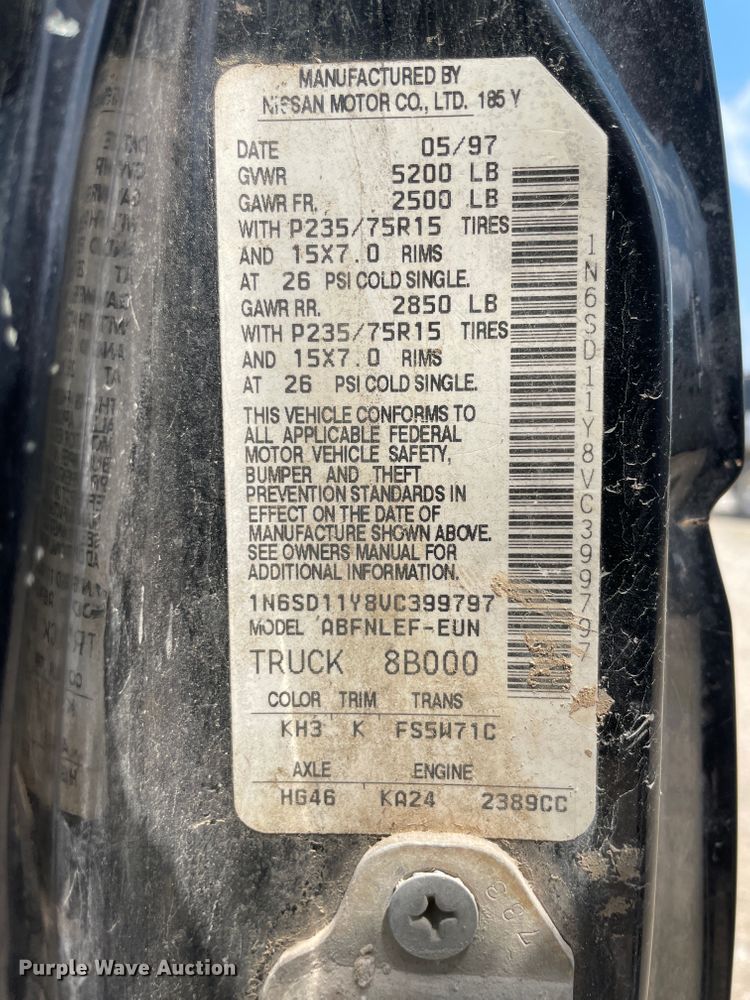 MANUFACTURED BY
NISSAN MOTOR CO., LTD. 185 Y
DATE 05/97
GVWR 5200 LB
GAWR FR. 2500 LB
WITH P235/75R15 TIRES
AND 15X7.0 RIMS
AT 26 PSI COLD SINGLE.
GAWR RR. 2850 LB
WITH P235/75R15 TIRES
AND 15X7.0 RIMS
AT 26 PSI COLD SINGLE.
THIS VEHICLE CONFORMS TO
ALL APPLICABLE FEDERAL
MOTOR VEHICLE SAFETY,
BUMPER AND THEFT
PREVENTION STANDARDS IN
EFFECT ON THE DATE OF
MANUFACTURE SHOWN ABOVE.
SEE OWNERS MANUAL FOR
ADDITIONAL INFORMATION.
1N6SD11Y8VC399797
MODEL ABFNLEF-EUN
TRUCK 8B000
COLOR TRIM TRANS
KH3 K FS5W71C
AXLE ENGINE
HG46 KA24 2389CC
1N6SD11Y8VC399797
Purple Wave Auction